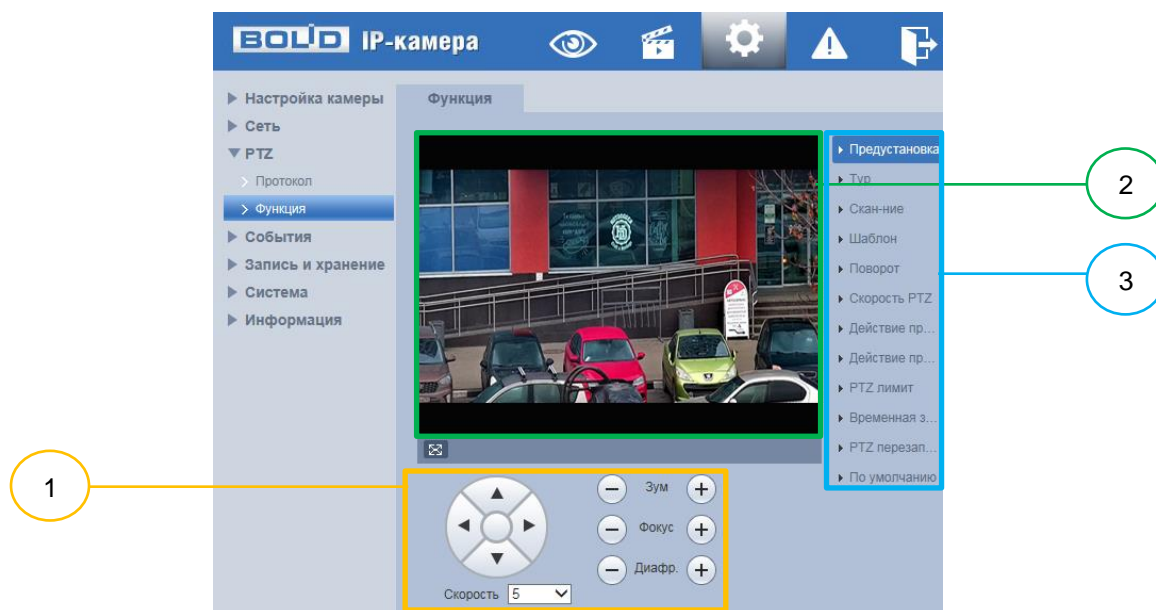 BOLID IP-камера
Настройка камеры
Сеть
PTZ
Протокол
Функция
События
Запись и хранение
Система
Информация
Функция
Предустановка
Тур
Скан-ние
Шаблон
Поворот
Скорость PTZ
Действие пр...
Действие пр...
PTZ лимит
Временная з...
PTZ перезап...
По умолчанию
2
3
1
Зум
Фокус
Диафр.
Скорость 5